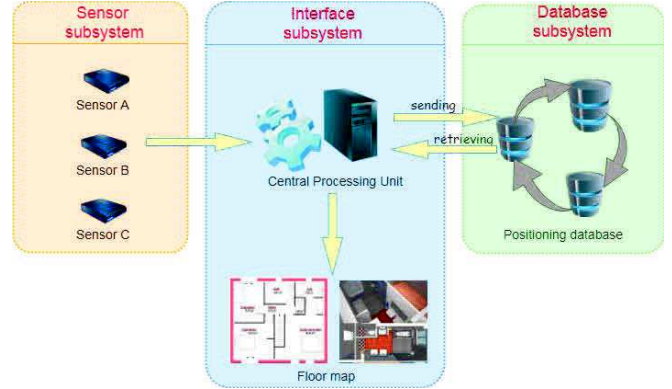 Sensor
subsystem
Sensor A
Sensor B
Sensor C
Interface
subsystem
Central Processing Unit
Floor map
sending
retrieving
Database
subsystem
Positioning database